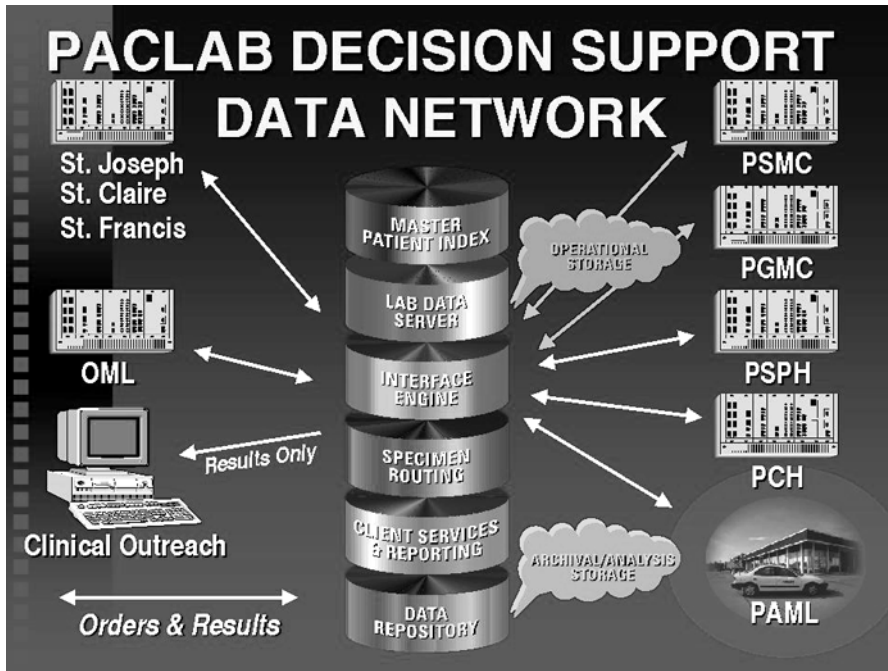 PACLAB DECISION SUPPORT
DATA NETWORK
St. Joseph
St. Claire
St. Francis
OML
Results Only
Clinical Outreach
Orders & Results
MASTER
PATIENT INDEX
LAB DATA
SERVER
INTERFACE
ENGINE
SPECIMEN
ROUTING
CLIENT SERVICES
& REPORTING
DATA
REPOSITORY
OPERATIONAL
STORAGE
ARCHIVAL/ANALYSIS
STORAGE
PSMC
PGMC
PSPH
PCH
PAML